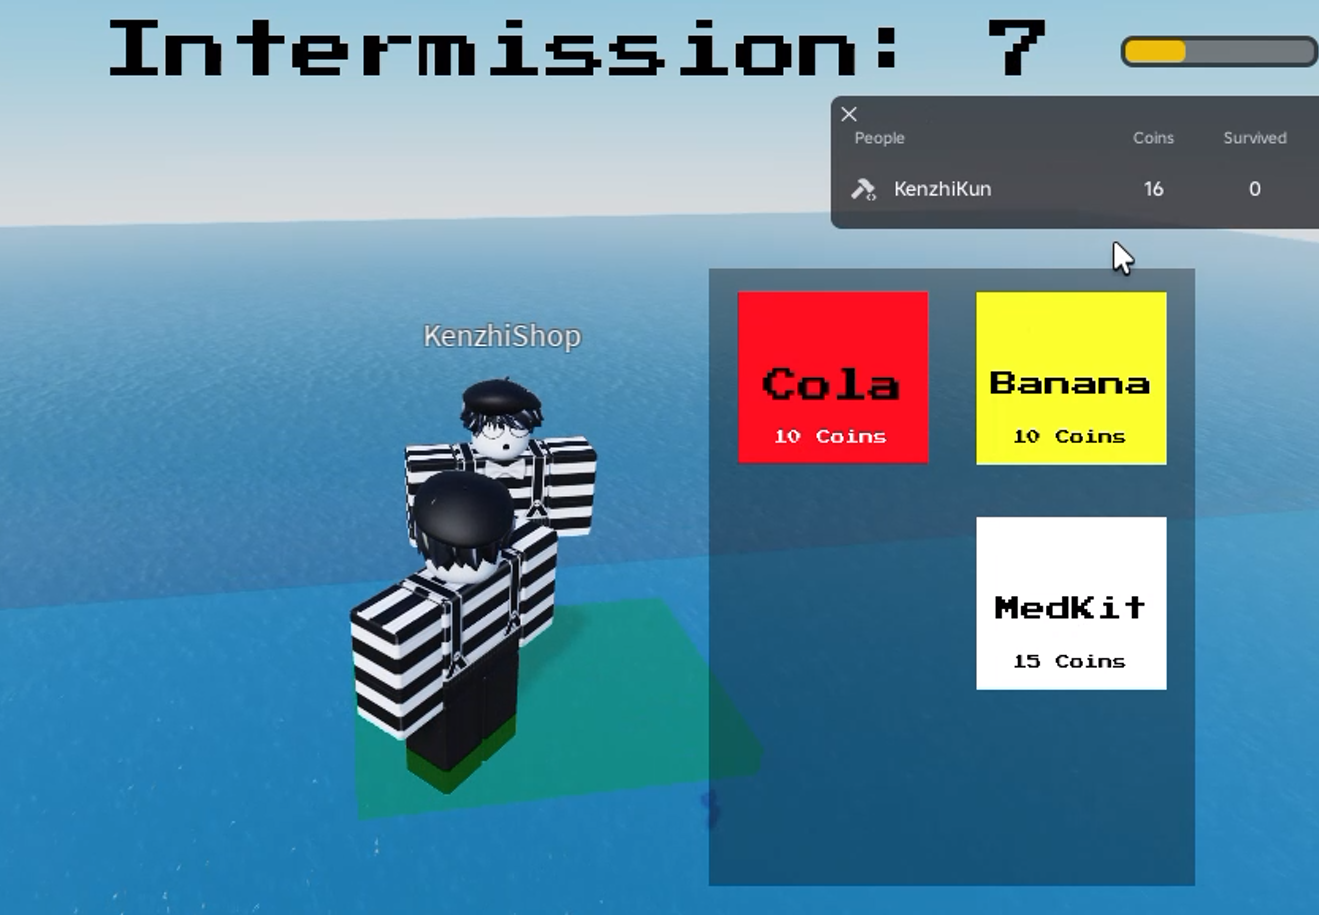 Intermission: 7
People Coins Survived
KenzhiKun 16 0
KenzhiShop
Cola
10 Coins
Banana
10 Coins
MedKit
15 Coins